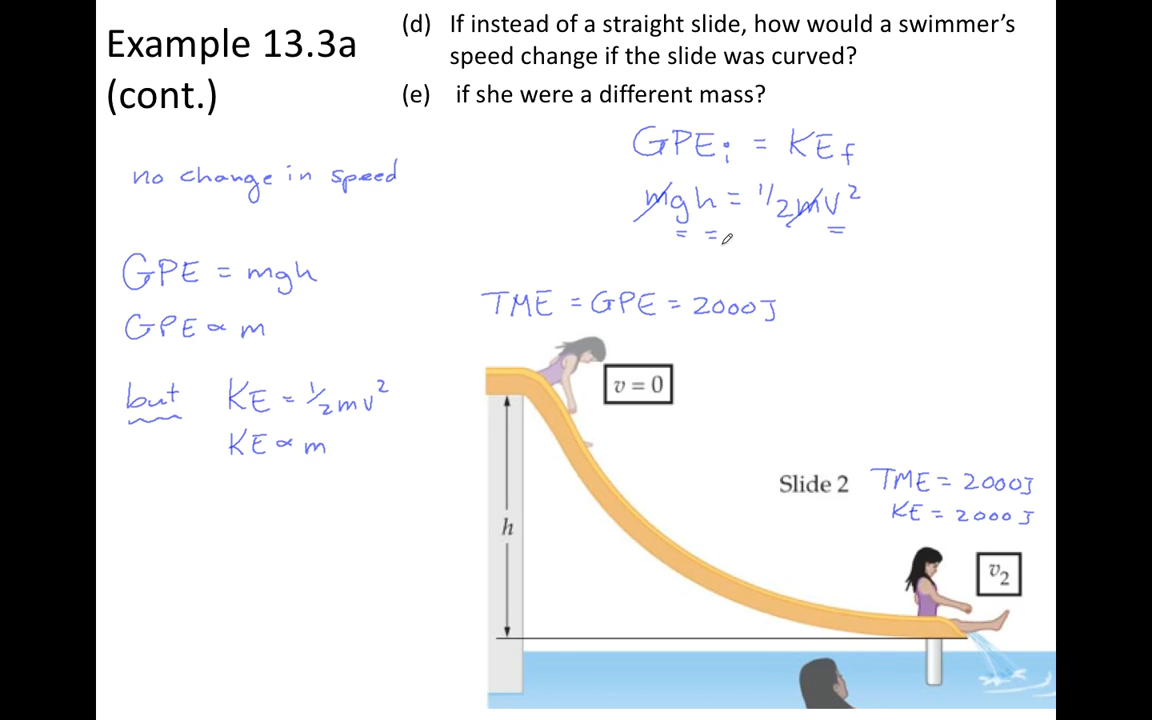 Example 13.3a
(cont.)
(d) If instead of a straight slide, how would a swimmer's
speed change if the slide was curved?
(e) if she were a different mass?
no change in speed
GPEi = KEf
mgh = 1/2mv²
GPE = mgh
GPE ∝ m
but KE = 1/2mv²
KE ∝ m
TME = GPE = 2000J
v = 0
h
Slide 2 TME = 2000J
KE = 2000J
v₂